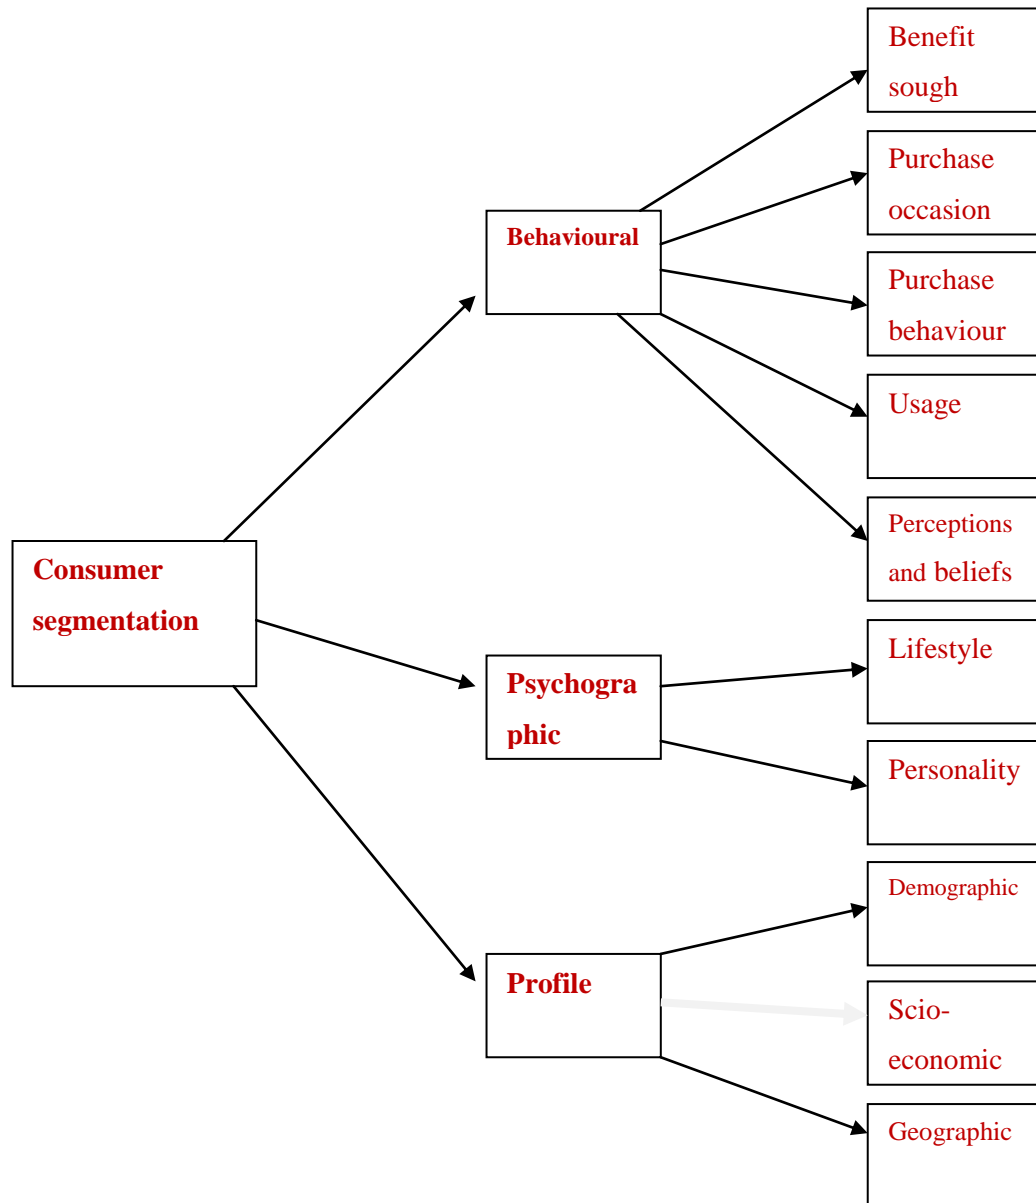 Benefit
sough
Purchase
occasion
Behavioural
Purchase
behaviour
Usage
Perceptions
and beliefs
Consumer
segmentation
Lifestyle
Psychogra
phic
Personality
Demographic
Profile
Scio-
economic
Geographic